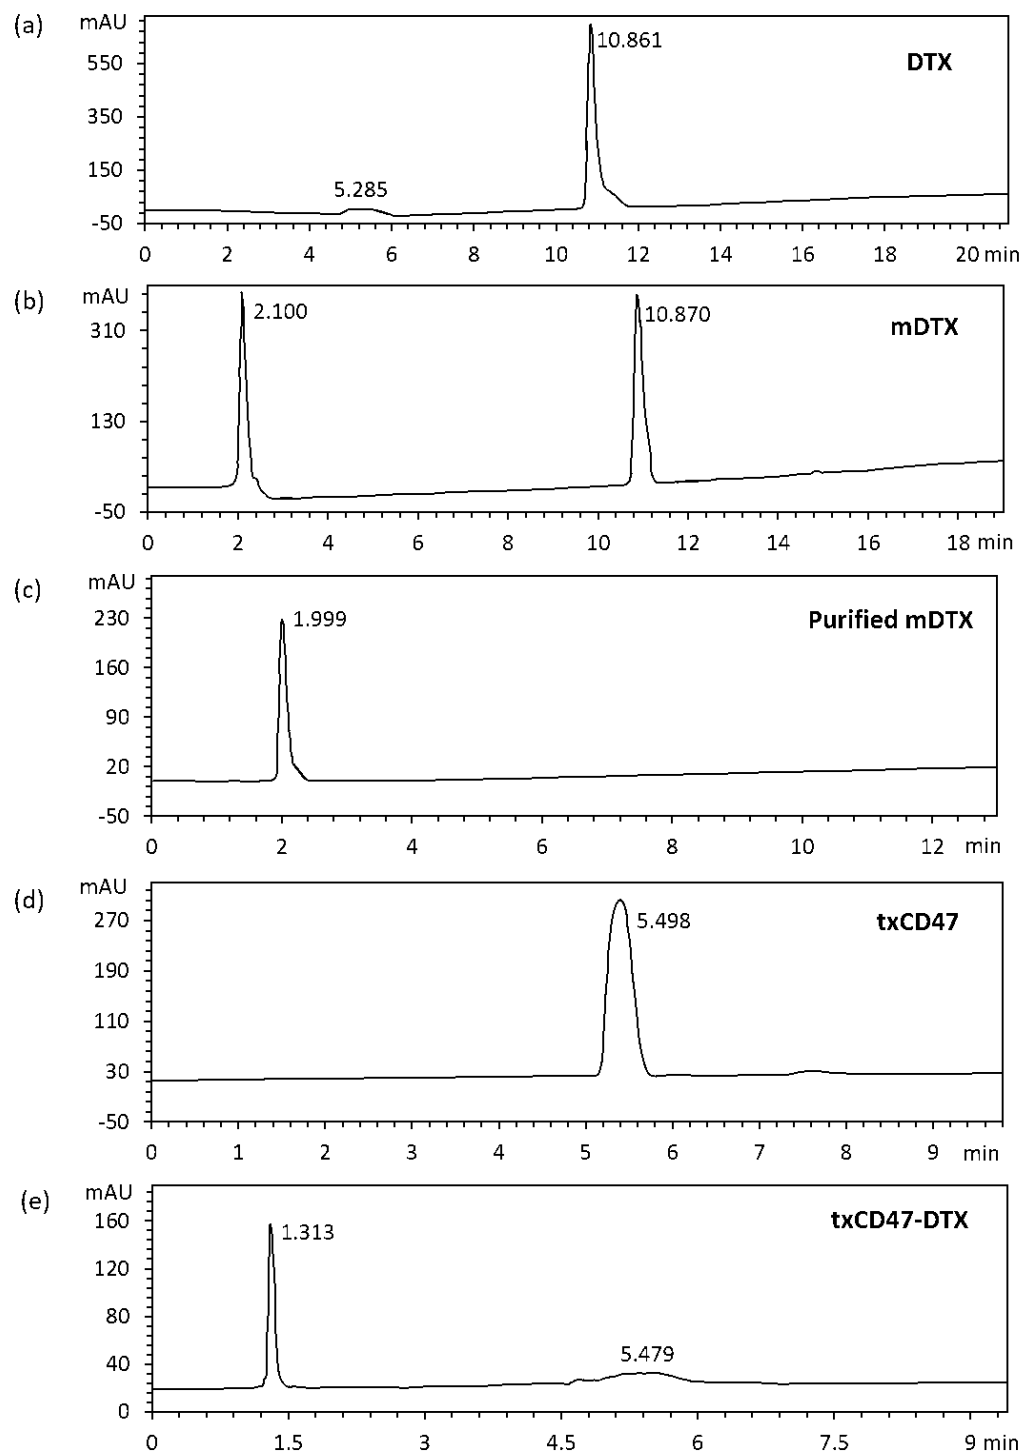 (a)
mAU
10.861
DTX
550
350
150
5.285
-50
0 2 4 6 8 10 12 14 16 18 20 min
(b)
mAU
2.100
10.870
mDTX
310
130
-50
0 2 4 6 8 10 12 14 16 18 min
(c)
mAU
230
1.999
Purified mDTX
160
90
20
-50
0 2 4 6 8 10 12 min
(d)
mAU
270
5.498
txCD47
190
110
30
-50
0 1 2 3 4 5 6 7 8 9 min
(e)
mAU
160
1.313
txCD47-DTX
120
80
5.479
40
0
0 1.5 3 4.5 6 7.5 9 min